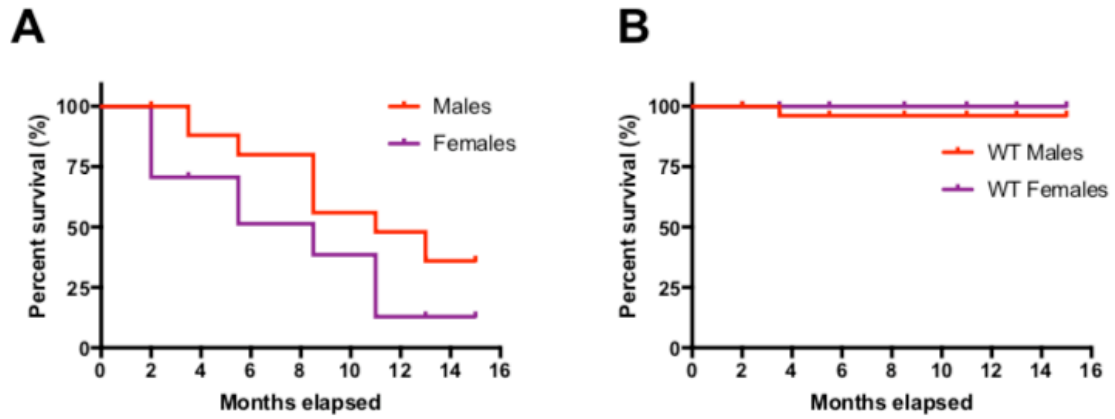 A
Percent survival (%)
100
75
50
25
0
0 2 4 6 8 10 12 14 16
Months elapsed
Males
Females
B
Percent survival (%)
100
75
50
25
0
0 2 4 6 8 10 12 14 16
Months elapsed
WT Males
WT Females